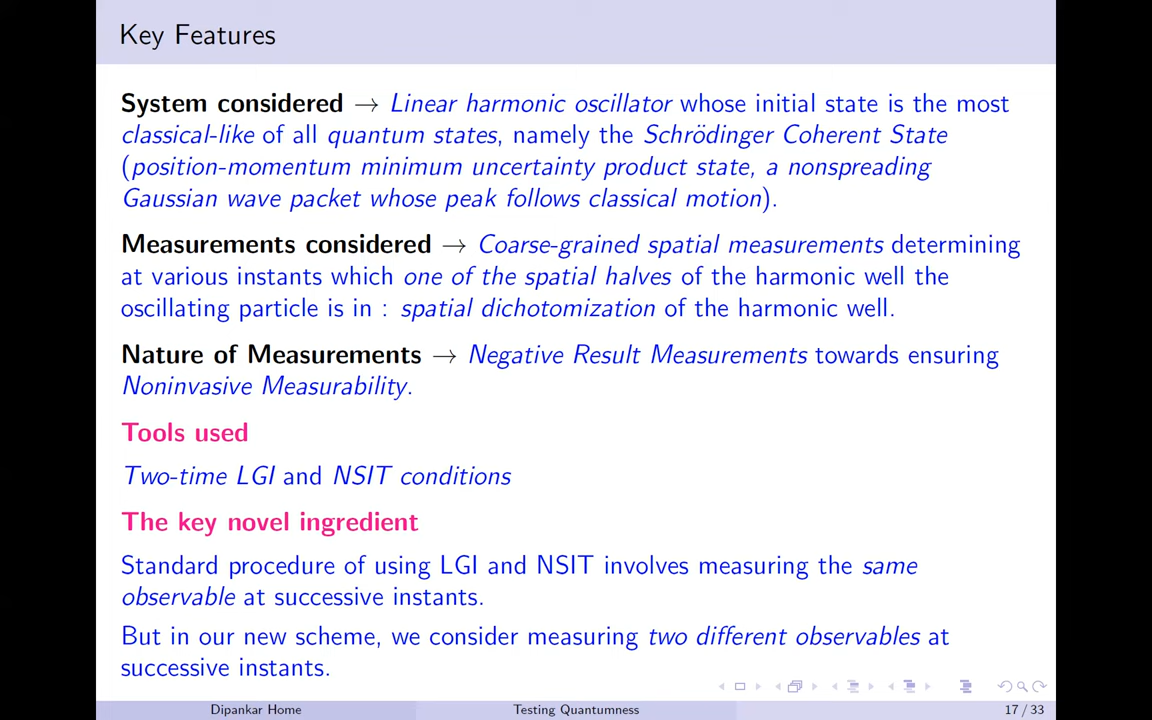 Key Features
System considered → Linear harmonic oscillator whose initial state is the most
classical-like of all quantum states, namely the Schrödinger Coherent State
(position-momentum minimum uncertainty product state, a nonspreading
Gaussian wave packet whose peak follows classical motion).
Measurements considered → Coarse-grained spatial measurements determining
at various instants which one of the spatial halves of the harmonic well the
oscillating particle is in : spatial dichotomization of the harmonic well.
Nature of Measurements → Negative Result Measurements towards ensuring
Noninvasive Measurability.
Tools used
Two-time LGI and NSIT conditions
The key novel ingredient
Standard procedure of using LGI and NSIT involves measuring the same
observable at successive instants.
But in our new scheme, we consider measuring two different observables at
successive instants.
Dipankar Home Testing Quantumness 17 / 33